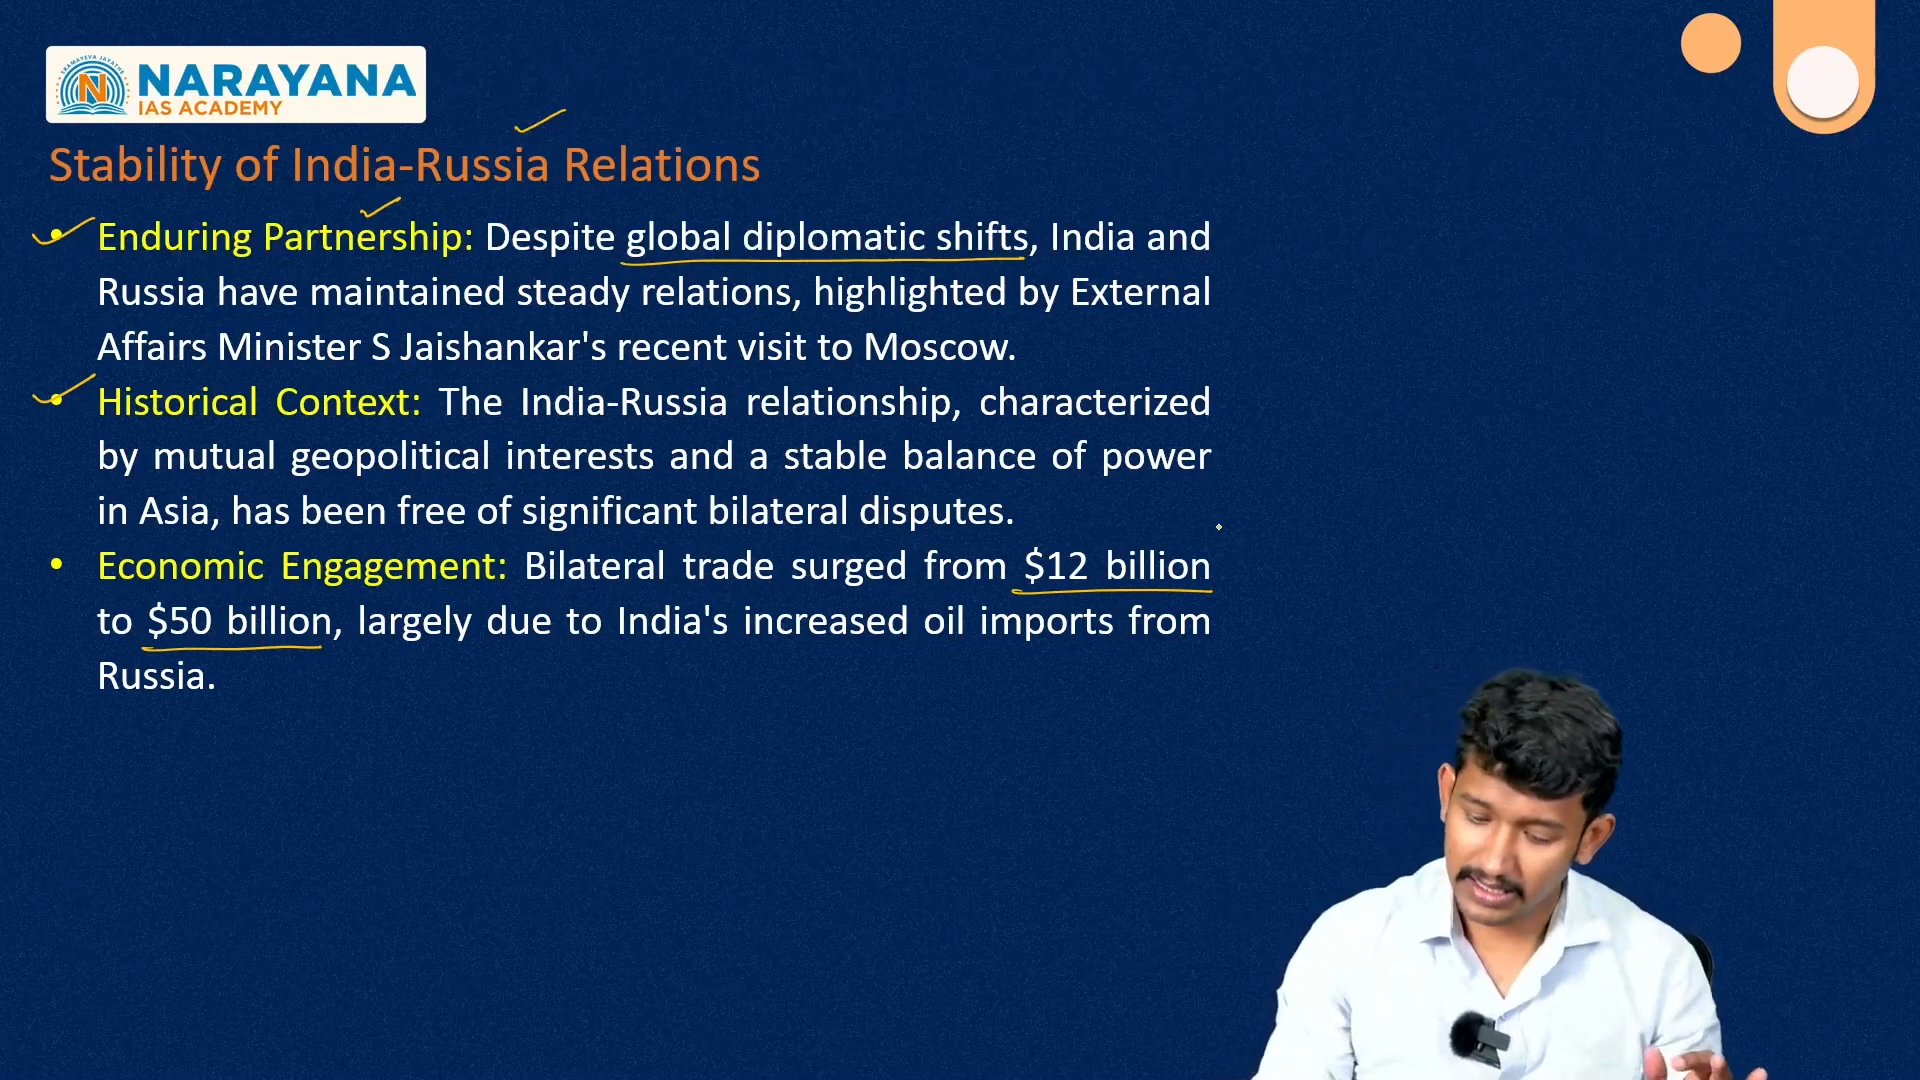 NARAYANA
IAS ACADEMY
Stability of India-Russia Relations
• Enduring Partnership: Despite global diplomatic shifts, India and
Russia have maintained steady relations, highlighted by External
Affairs Minister S Jaishankar's recent visit to Moscow.
• Historical Context: The India-Russia relationship, characterized
by mutual geopolitical interests and a stable balance of power
in Asia, has been free of significant bilateral disputes.
• Economic Engagement: Bilateral trade surged from $12 billion
to $50 billion, largely due to India's increased oil imports from
Russia.